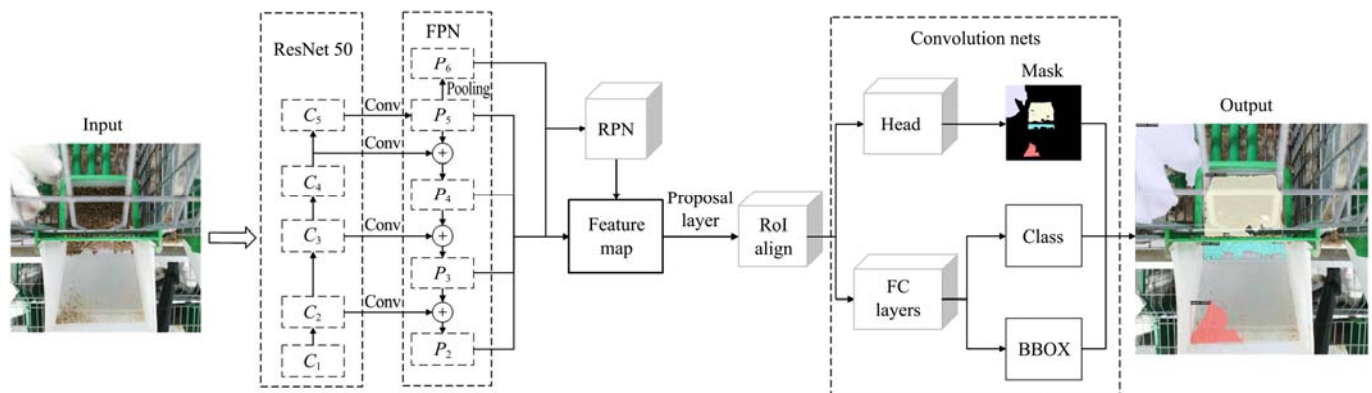 Input
ResNet 50
C5
C4
C3
C2
C1
Conv
Conv
Conv
Conv
FPN
P6
Pooling
P5
+
P4
+
P3
+
P2
RPN
Feature
map
Proposal
layer
RoI
align
Convolution nets
Head
Mask
FC
layers
Class
BBOX
Output